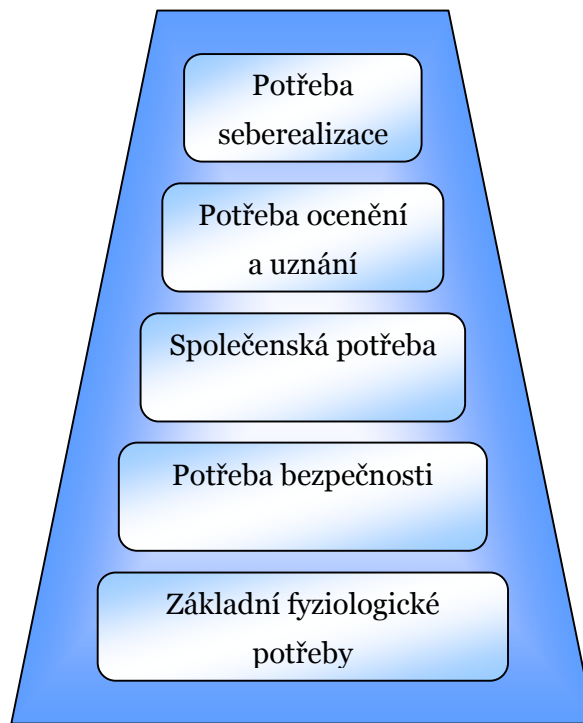 Potřeba
seberealizace
Potřeba ocenění
a uznání
Společenská potřeba
Potřeba bezpečnosti
Základní fyziologické
potřeby